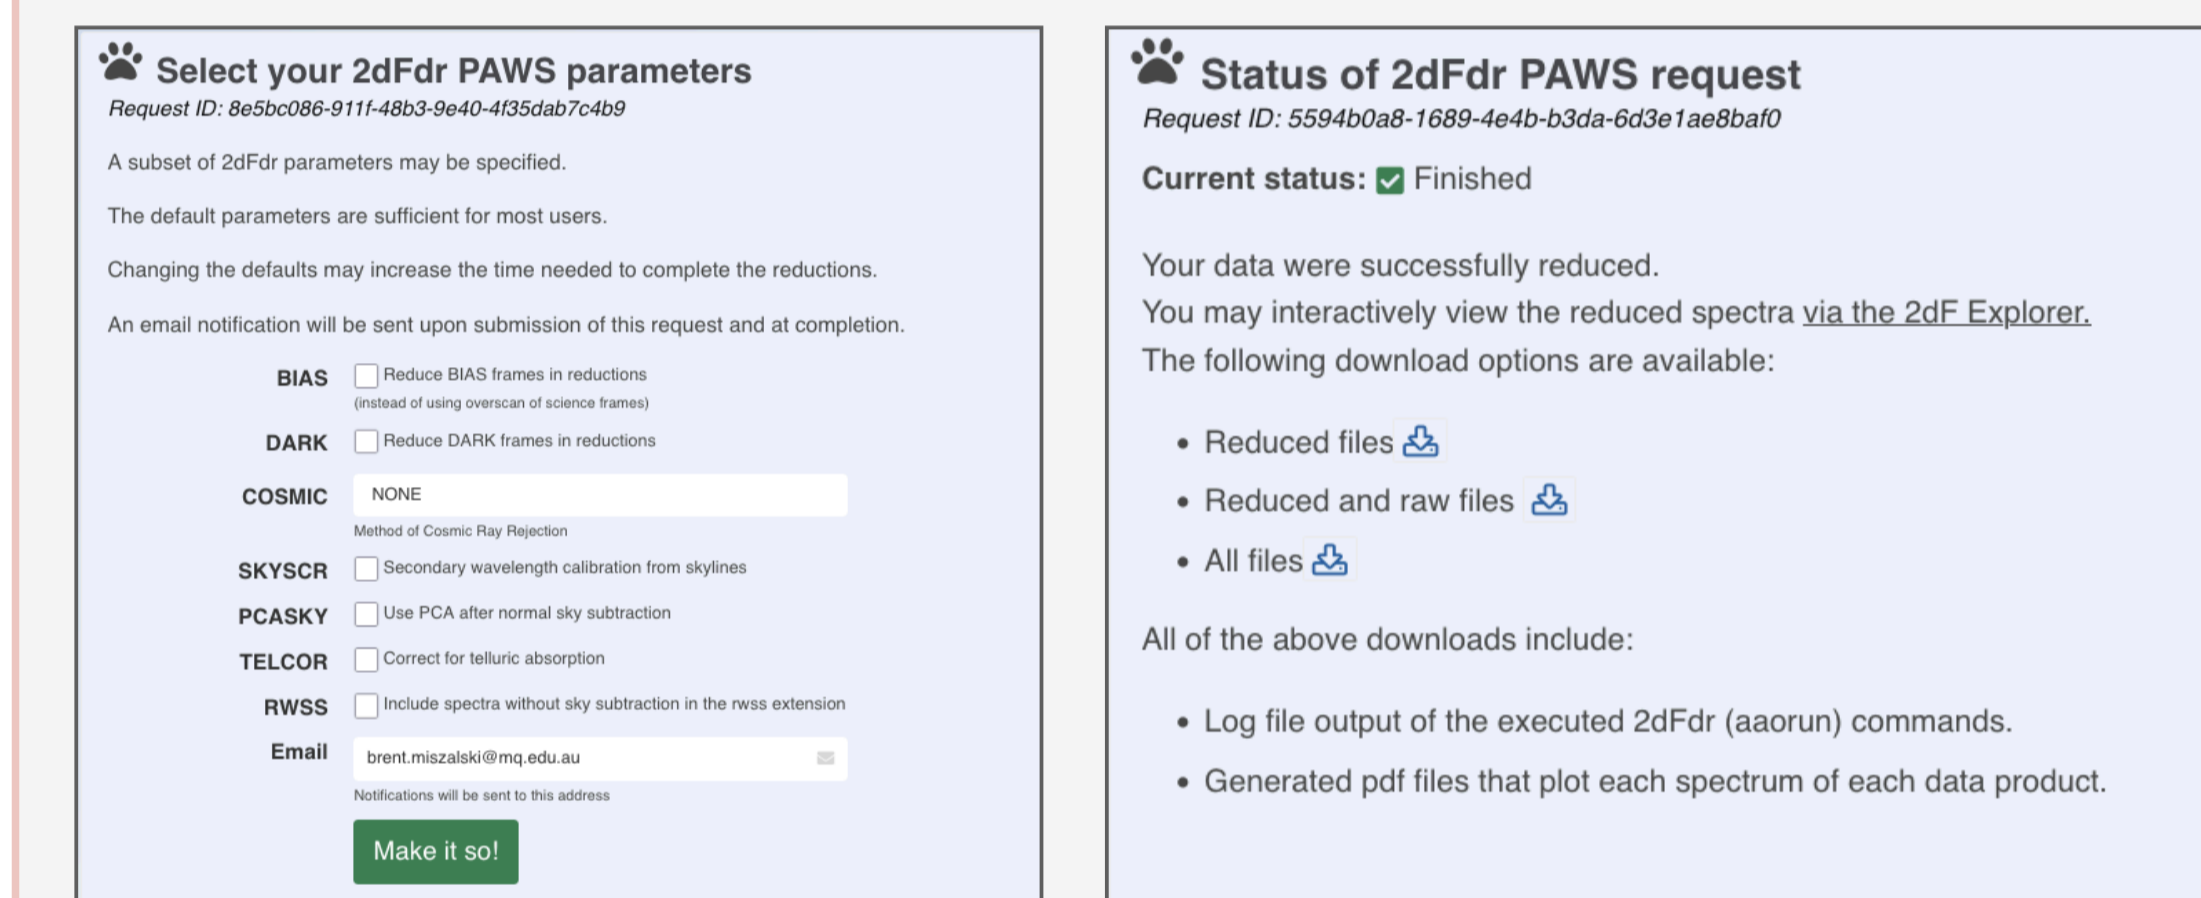 Select your 2dFdr PAWS parameters
Request ID: 8e5bc086-911f-48b3-9e40-4f35dab7c4b9
A subset of 2dFdr parameters may be specified.
The default parameters are sufficient for most users.
Changing the defaults may increase the time needed to complete the reductions.
An email notification will be sent upon submission of this request and at completion.
BIAS Reduce BIAS frames in reductions
(instead of using overscan of science frames)
DARK Reduce DARK frames in reductions
COSMIC NONE
Method of Cosmic Ray Rejection
SKYSCR Secondary wavelength calibration from skylines
PCASKY Use PCA after normal sky subtraction
TELCOR Correct for telluric absorption
RWSS Include spectra without sky subtraction in the rwss extension
Email brent.miszalski@mq.edu.au
Notifications will be sent to this address
Make it so!
Status of 2dFdr PAWS request
Request ID: 5594b0a8-1689-4e4b-b3da-6d3e1ae8baf0
Current status: Finished
Your data were successfully reduced.
You may interactively view the reduced spectra via the 2dF Explorer.
The following download options are available:
• Reduced files
• Reduced and raw files
• All files
All of the above downloads include:
• Log file output of the executed 2dFdr (aaorun) commands.
• Generated pdf files that plot each spectrum of each data product.